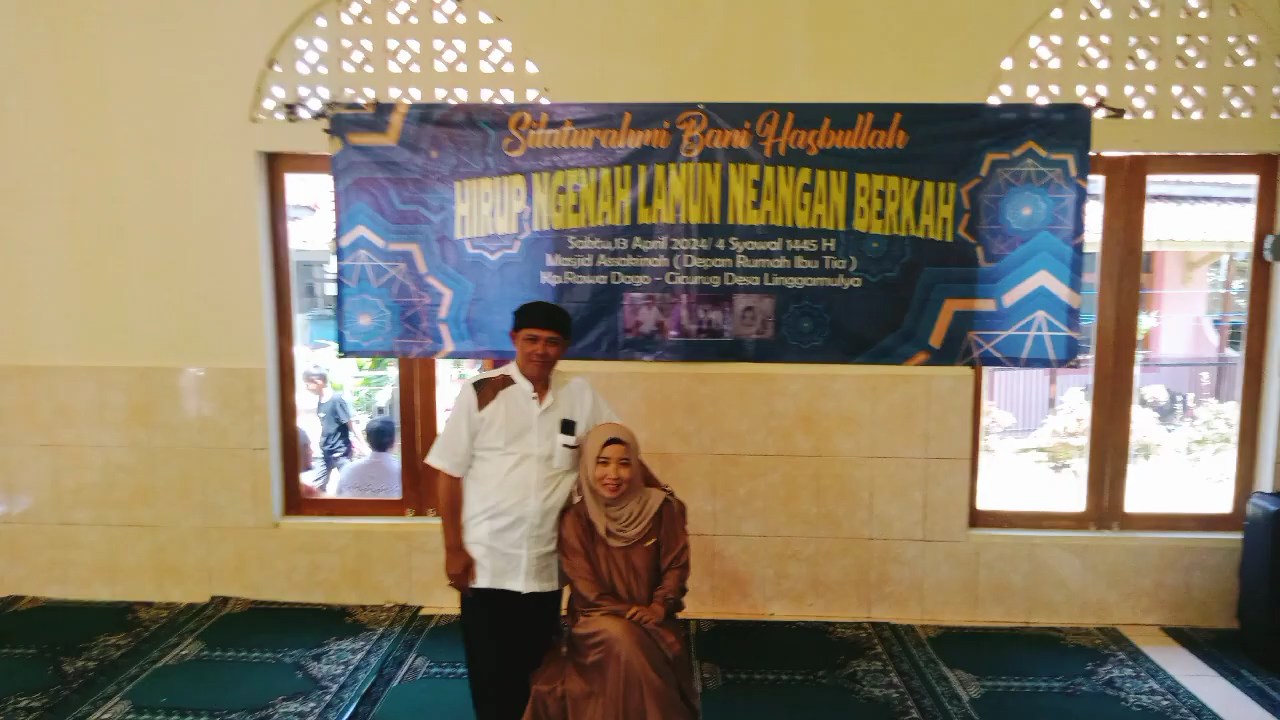 Silaturahmi Bani Hasbullah
HIRUP NGENAH LAMUN NEANGAN BERKAH
Sabtu,13 April 2024/ 4 Syawal 1445 H
Masjid Assakinah ( Depan Rumah Ibu Tia )
Kp.Rawa Dogo - Cicurug Desa Linggamulya